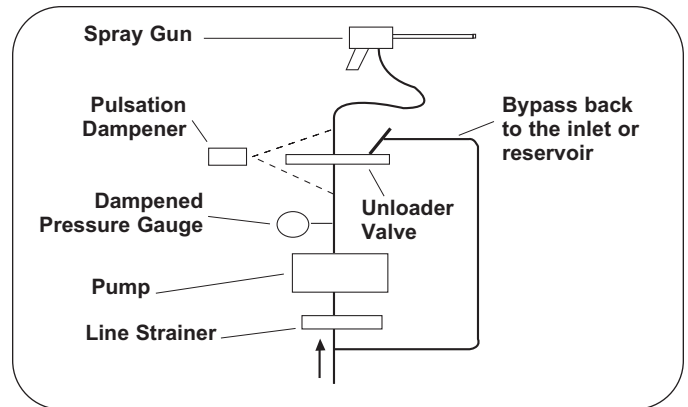 Spray Gun
Pulsation
Dampener
Bypass back
to the inlet or
reservoir
Dampened
Pressure Gauge
Unloader
Valve
Pump
Line Strainer